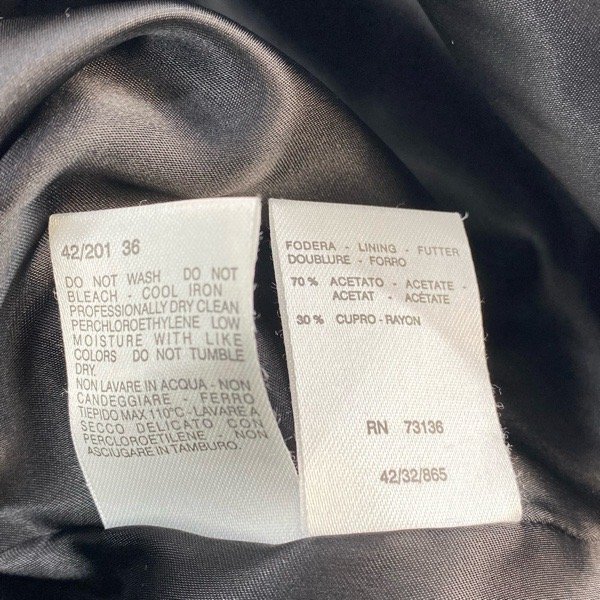 42/201 36
DO NOT WASH DO NOT
BLEACH - COOL IRON
PROFESSIONALLY DRY CLEAN
PERCHLOROETHYLENE LOW
MOISTURE WITH LIKE
COLORS DO NOT TUMBLE
DRY.
NON LAVARE IN ACQUA - NON
CANDEGGIARE - FERRO
TIEPIDO MAX 110°C - LAVARE A
SECCO DELICATO CON
PERCLOROETILENE - NON
ASCIUGARE IN TAMBURO.
FODERA - LINING - FUTTER
DOUBLURE - FORRO
70% ACETATO - ACETATE -
ACETAT - ACÉTATE
30% CUPRO - RAYON
RN 73136
42/32/865